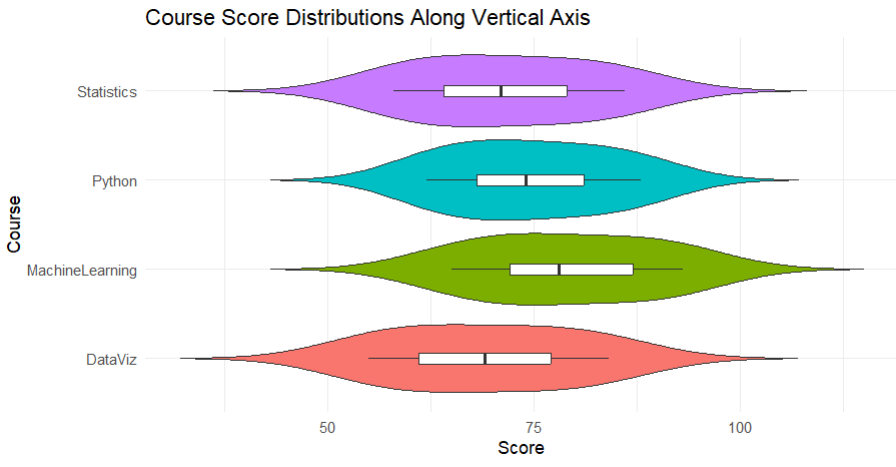 Course Score Distributions Along Vertical Axis
Statistics
Python
MachineLearning
DataViz
Course
50 75 100
Score